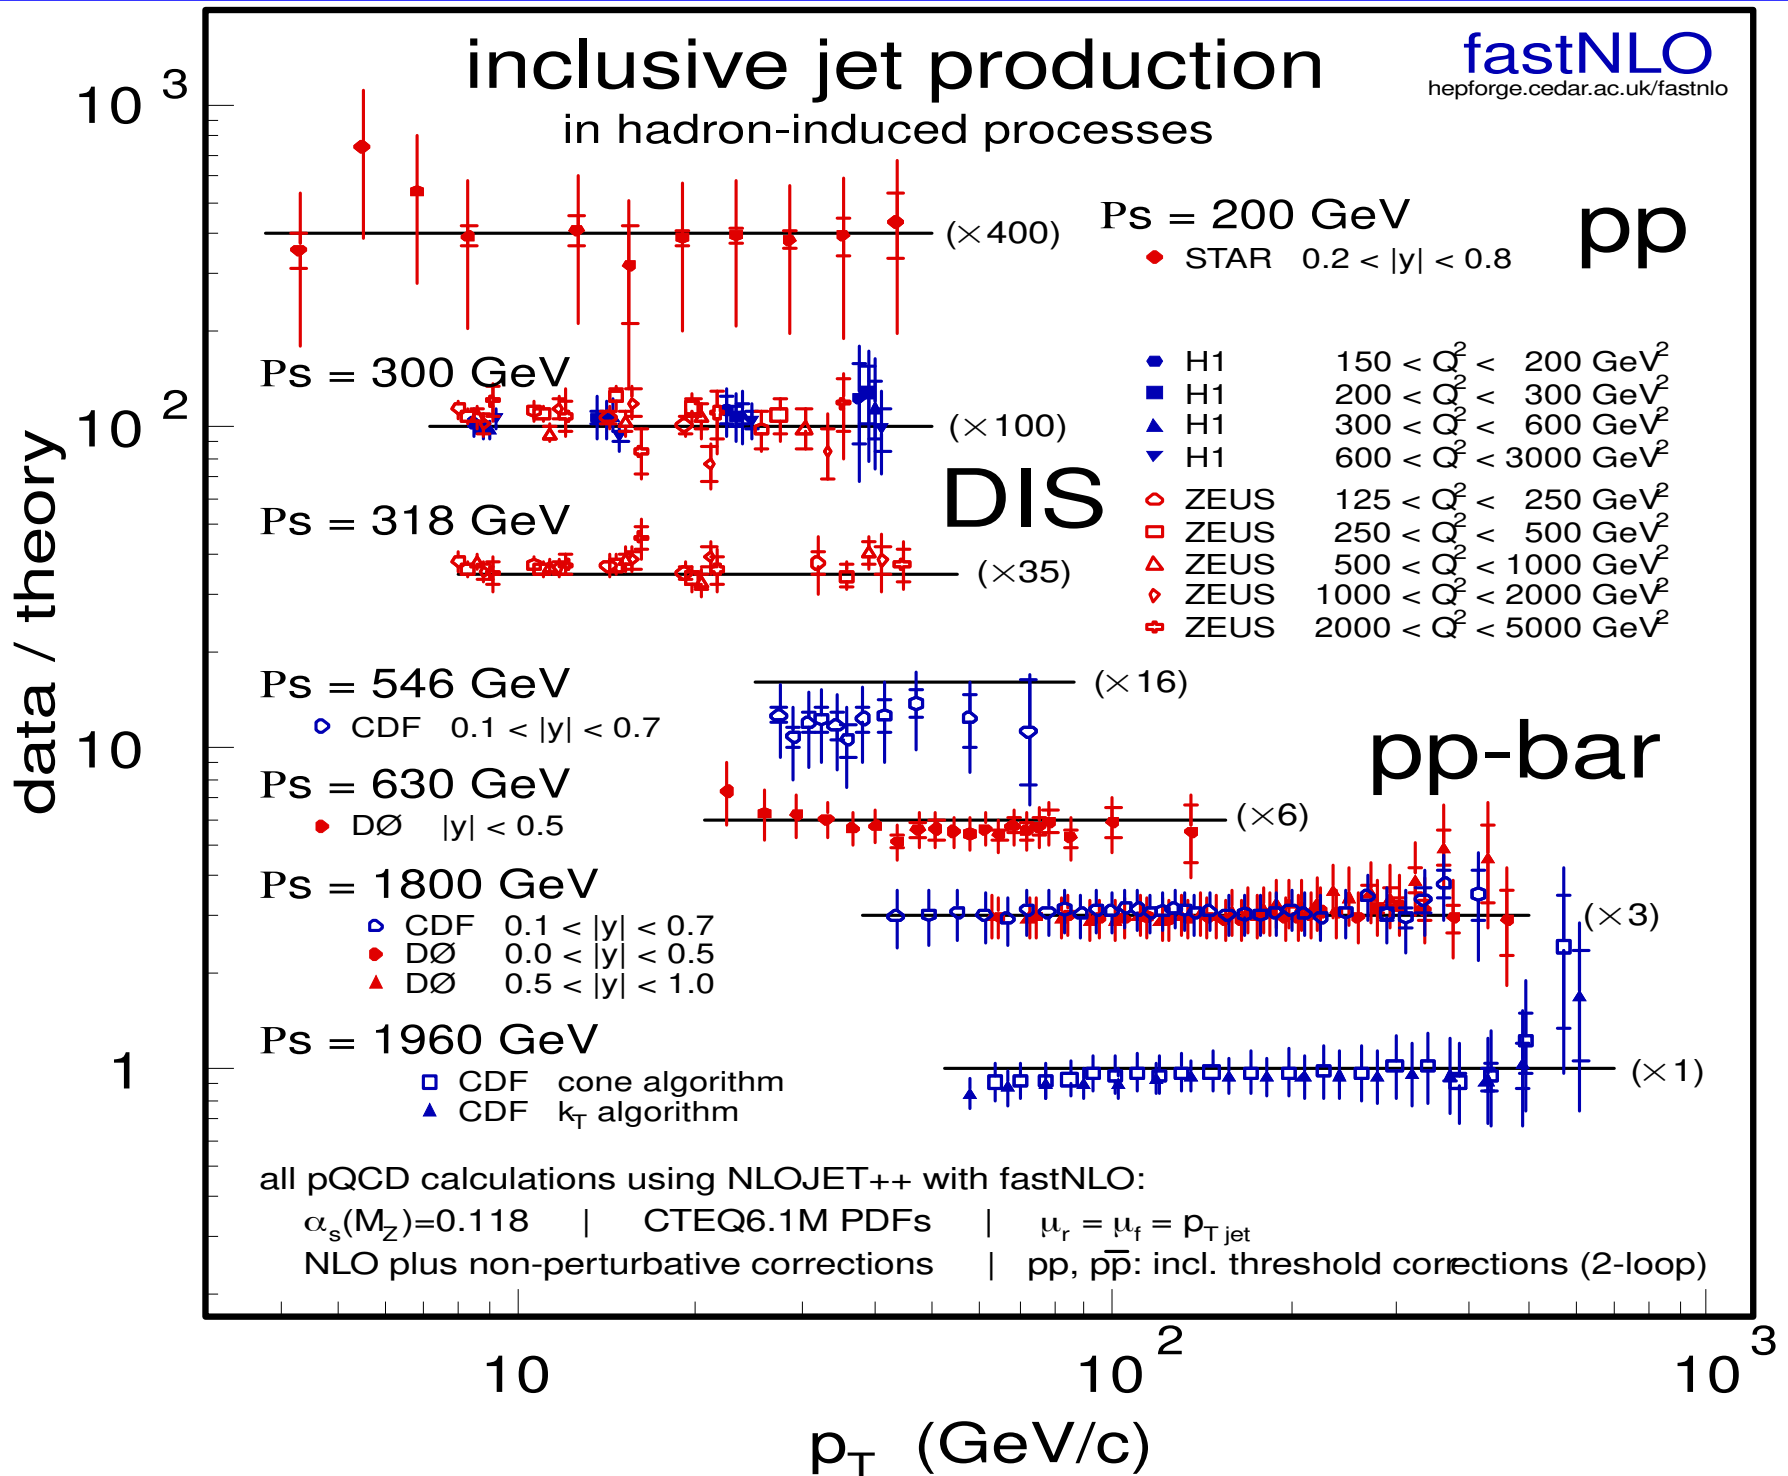 inclusive jet production
in hadron-induced processes
fastNLO
hepforge.cedar.ac.uk/fastnlo
10³
10²
10
1
data / theory
(×400)
Ps = 200 GeV
pp
STAR 0.2 < |y| < 0.8
Ps = 300 GeV
(×100)
DIS
H1 150 < Q² < 200 GeV²
H1 200 < Q² < 300 GeV²
H1 300 < Q² < 600 GeV²
H1 600 < Q² < 3000 GeV²
ZEUS 125 < Q² < 250 GeV²
ZEUS 250 < Q² < 500 GeV²
ZEUS 500 < Q² < 1000 GeV²
ZEUS 1000 < Q² < 2000 GeV²
ZEUS 2000 < Q² < 5000 GeV²
Ps = 318 GeV
(×35)
Ps = 546 GeV
(×16)
CDF 0.1 < |y| < 0.7
pp-bar
Ps = 630 GeV
(×6)
DØ |y| < 0.5
Ps = 1800 GeV
(×3)
CDF 0.1 < |y| < 0.7
DØ 0.0 < |y| < 0.5
DØ 0.5 < |y| < 1.0
Ps = 1960 GeV
(×1)
CDF cone algorithm
CDF k_T algorithm
all pQCD calculations using NLOJET++ with fastNLO:
α_s(M_Z)=0.118 | CTEQ6.1M PDFs | μ_r = μ_f = p_T jet
NLO plus non-perturbative corrections | pp, pp̅: incl. threshold corrections (2-loop)
10 10² 10³
p_T (GeV/c)